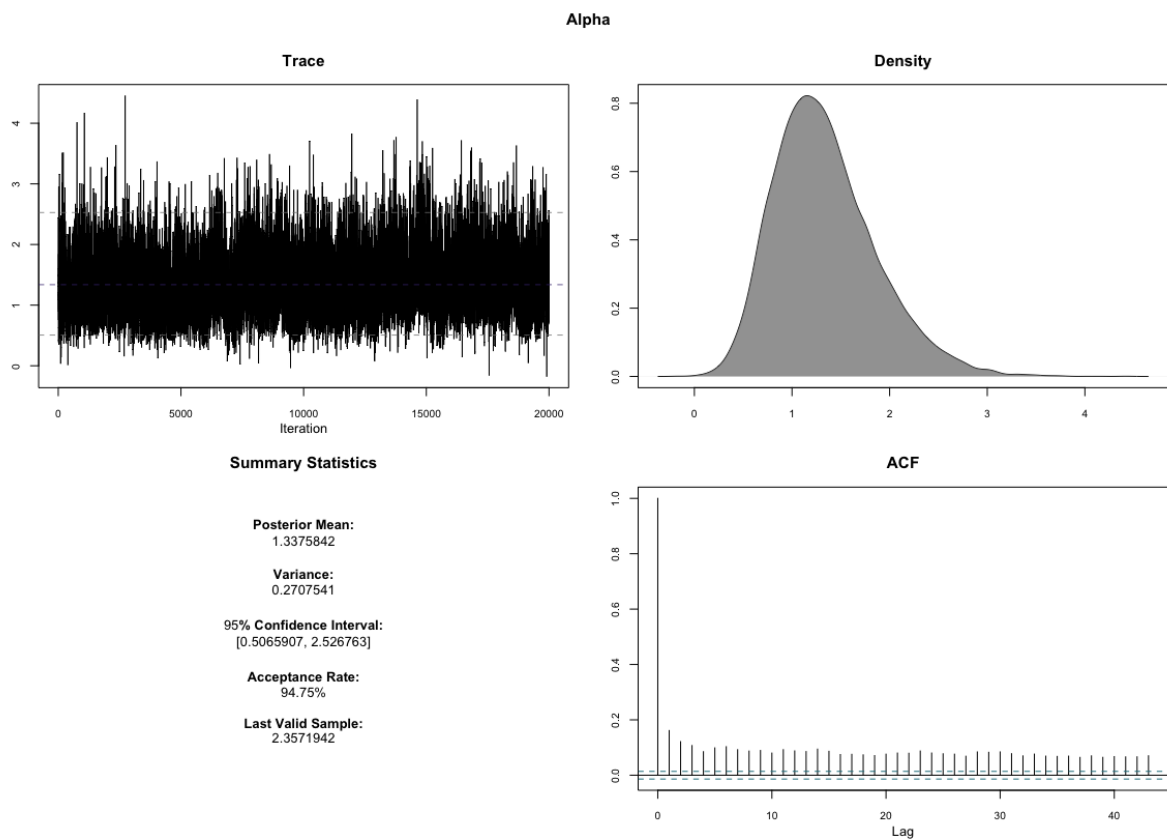 Alpha
Trace
4
3
2
1
0
0 5000 10000 15000 20000
Iteration
Density
0.8
0.6
0.4
0.2
0.0
0 1 2 3 4
Summary Statistics
Posterior Mean:
1.3375842
Variance:
0.2707541
95% Confidence Interval:
[0.5065907, 2.526763]
Acceptance Rate:
94.75%
Last Valid Sample:
2.3571942
ACF
1.0
0.8
0.6
0.4
0.2
0.0
0 10 20 30 40
Lag